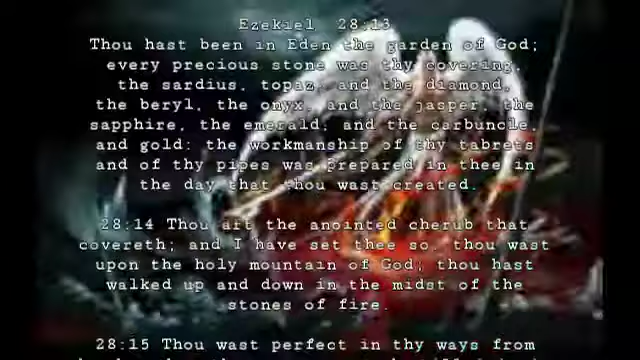 Ezekiel 28:13
Thou hast been in Eden the garden of God;
every precious stone was thy covering,
the sardius, topaz, and the diamond,
the beryl, the onyx, and the jasper, the
sapphire, the emerald, and the carbuncle,
and gold: the workmanship of thy tabrets
and of thy pipes was prepared in thee in
the day that thou wast created.
28:14 Thou art the anointed cherub that
covereth; and I have set thee so, thou wast
upon the holy mountain of God; thou hast
walked up and down in the midst of the
stones of fire.
28:15 Thou wast perfect in thy ways from